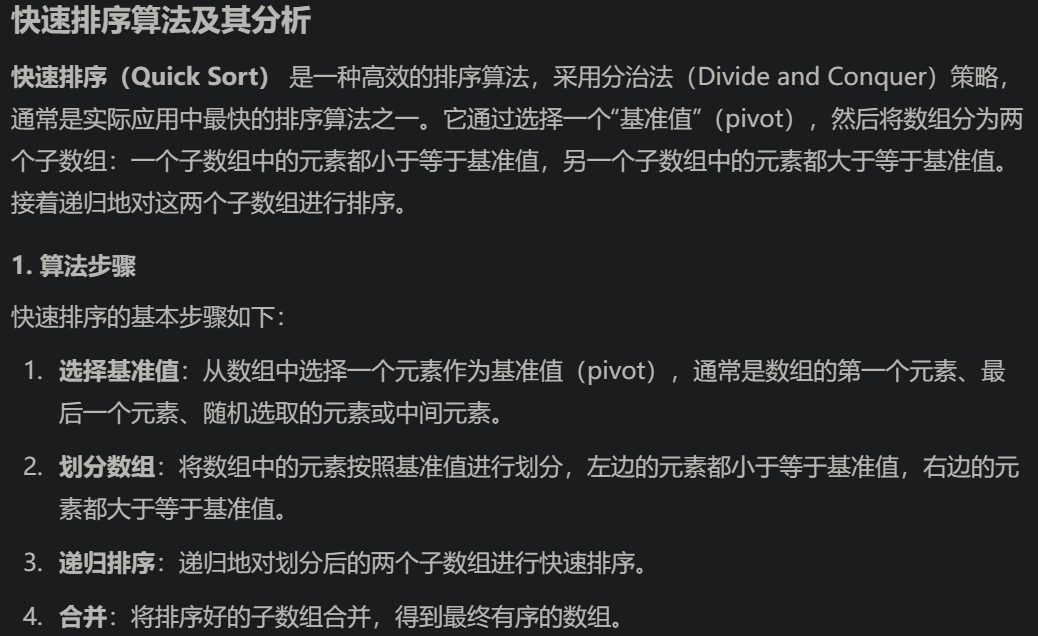 快速排序算法及其分析
快速排序（Quick Sort） 是一种高效的排序算法，采用分治法（Divide and Conquer）策略，
通常是实际应用中最快的排序算法之一。它通过选择一个“基准值”（pivot），然后将数组分为两
个子数组：一个子数组中的元素都小于等于基准值，另一个子数组中的元素都大于等于基准值。
接着递归地对这两个子数组进行排序。
1. 算法步骤
快速排序的基本步骤如下：
1. 选择基准值：从数组中选择一个元素作为基准值（pivot），通常是数组的第一个元素、最
后一个元素、随机选取的元素或中间元素。
2. 划分数组：将数组中的元素按照基准值进行划分，左边的元素都小于等于基准值，右边的元
素都大于等于基准值。
3. 递归排序：递归地对划分后的两个子数组进行快速排序。
4. 合并：将排序好的子数组合并，得到最终有序的数组。